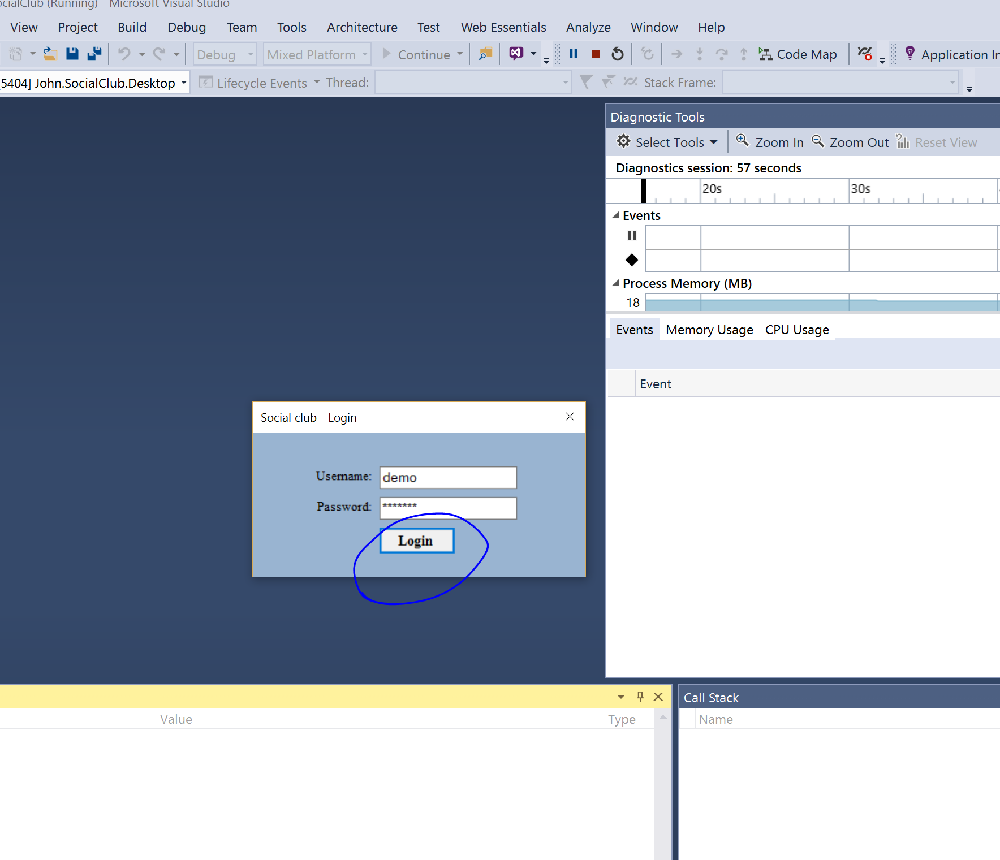 ocialClub (Running) - Microsoft Visual Studio
View Project Build Debug Team Tools Architecture Test Web Essentials Analyze Window Help
Debug Mixed Platform Continue Code Map Application In
5404] John.SocialClub.Desktop Lifecycle Events Thread: Stack Frame:
Diagnostic Tools
Select Tools Zoom In Zoom Out Reset View
Diagnostics session: 57 seconds
20s 30s
Events
Process Memory (MB)
18
Events Memory Usage CPU Usage
Event
Social club - Login
Username: demo
Password: *******
Login
Value Type
Call Stack
Name